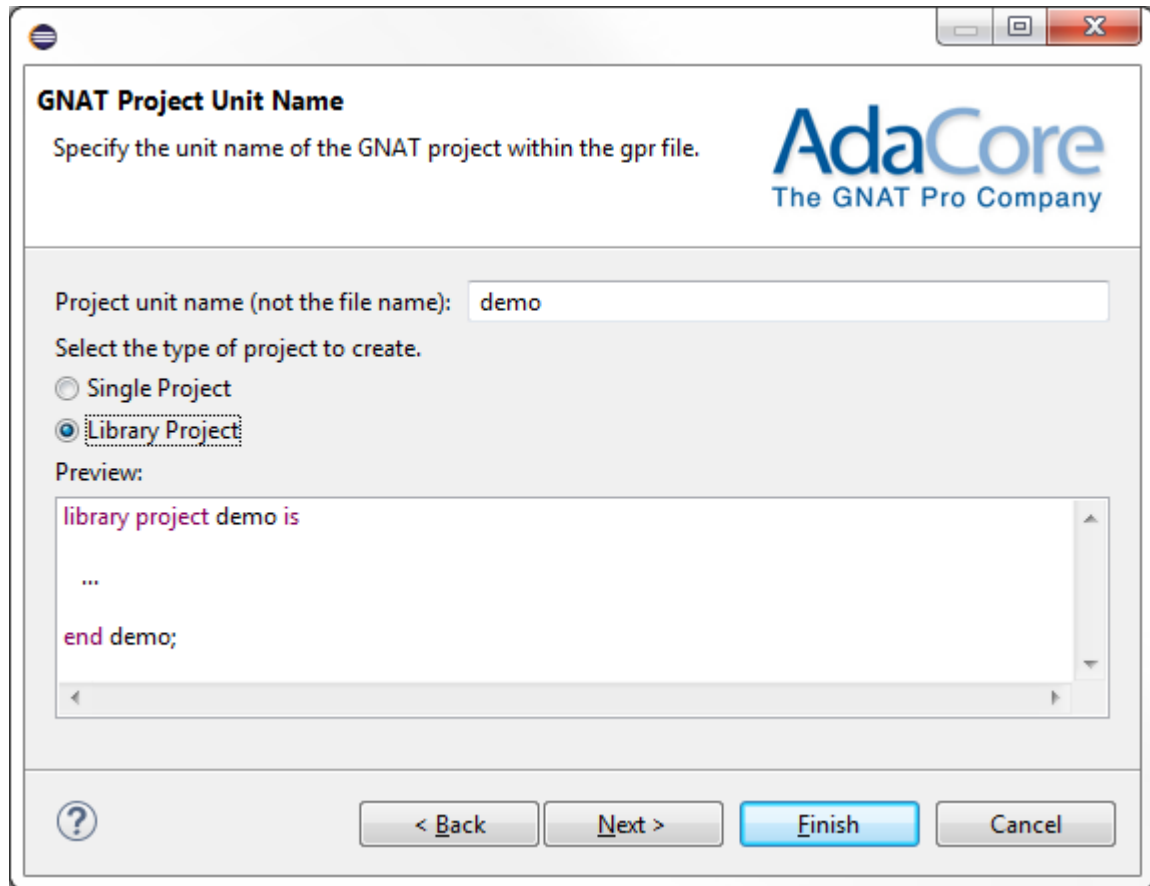 GNAT Project Unit Name
Specify the unit name of the GNAT project within the gpr file.
AdaCore
The GNAT Pro Company
Project unit name (not the file name): demo
Select the type of project to create.
Single Project
Library Project
Preview:
library project demo is
...
end demo;
?
< Back Next > Finish Cancel